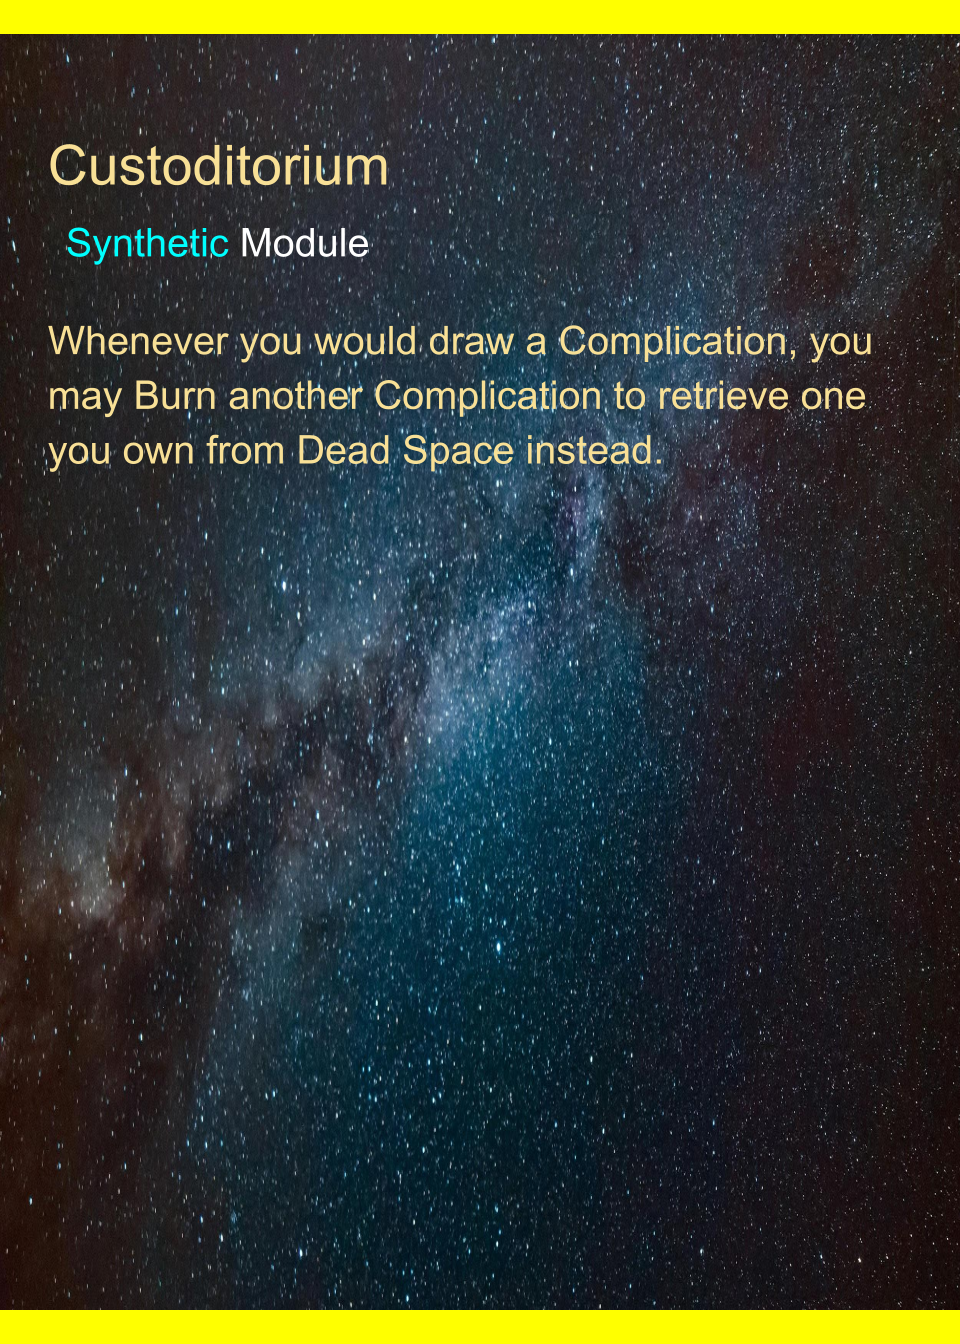 Custoditorium
Synthetic Module
Whenever you would draw a Complication, you
may Burn another Complication to retrieve one
you own from Dead Space instead.